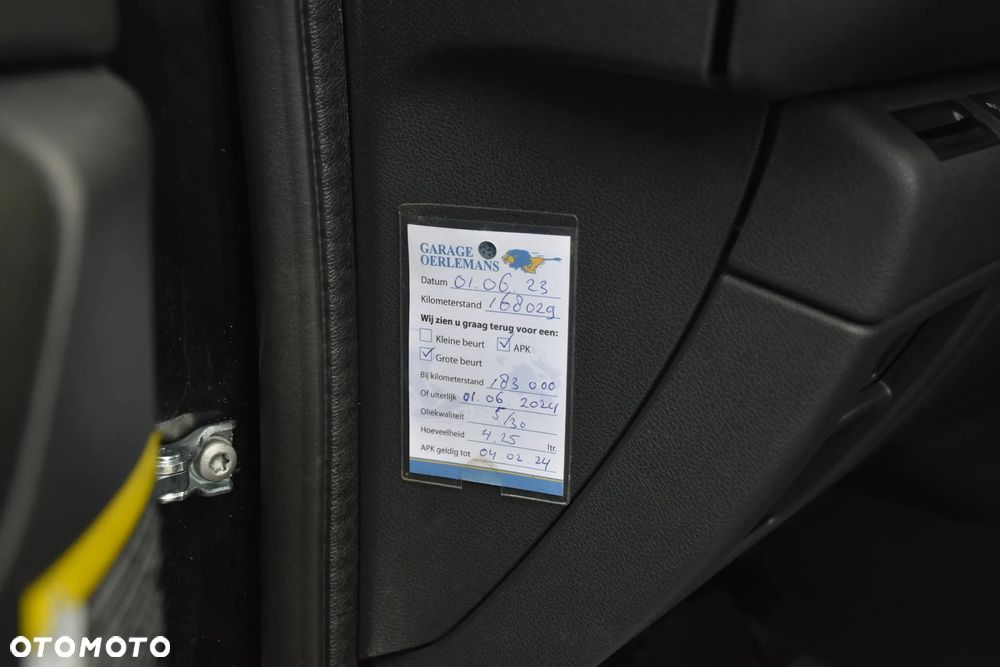 GARAGE
OERLEMANS
Datum 01.06.23
Kilometerstand 168029
Wij zien u graag terug voor een:
Kleine beurt APK
Grote beurt
Bij kilometerstand 183 000
Of uiterlijk 01.06 2024
Oliekwaliteit 5/30
Hoeveelheid 4,25 ltr.
APK geldig tot 04.02.24
OTOMOTO